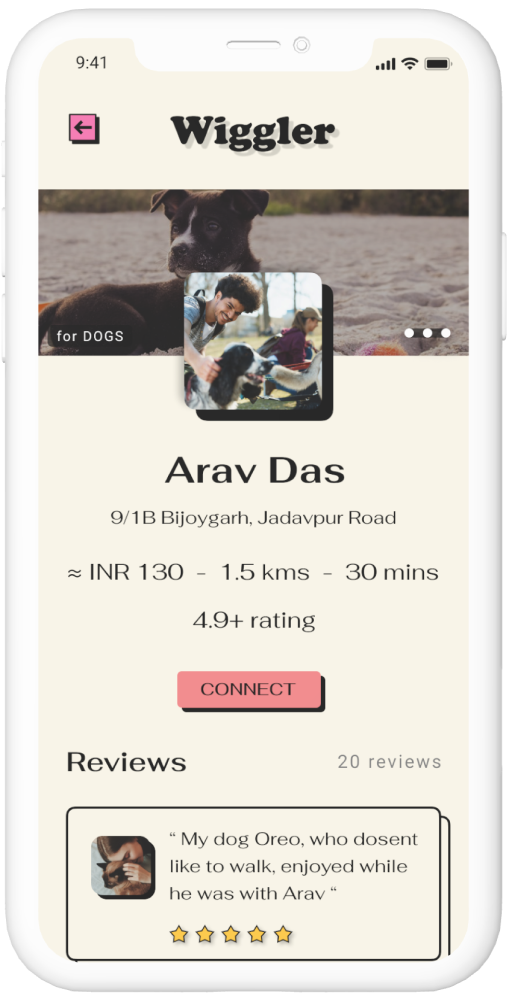 9:41
Wiggler
for DOGS
Arav Das
9/1B Bijoygarh, Jadavpur Road
≈ INR 130 - 1.5 kms - 30 mins
4.9+ rating
CONNECT
Reviews 20 reviews
“ My dog Oreo, who dosent
like to walk, enjoyed while
he was with Arav “